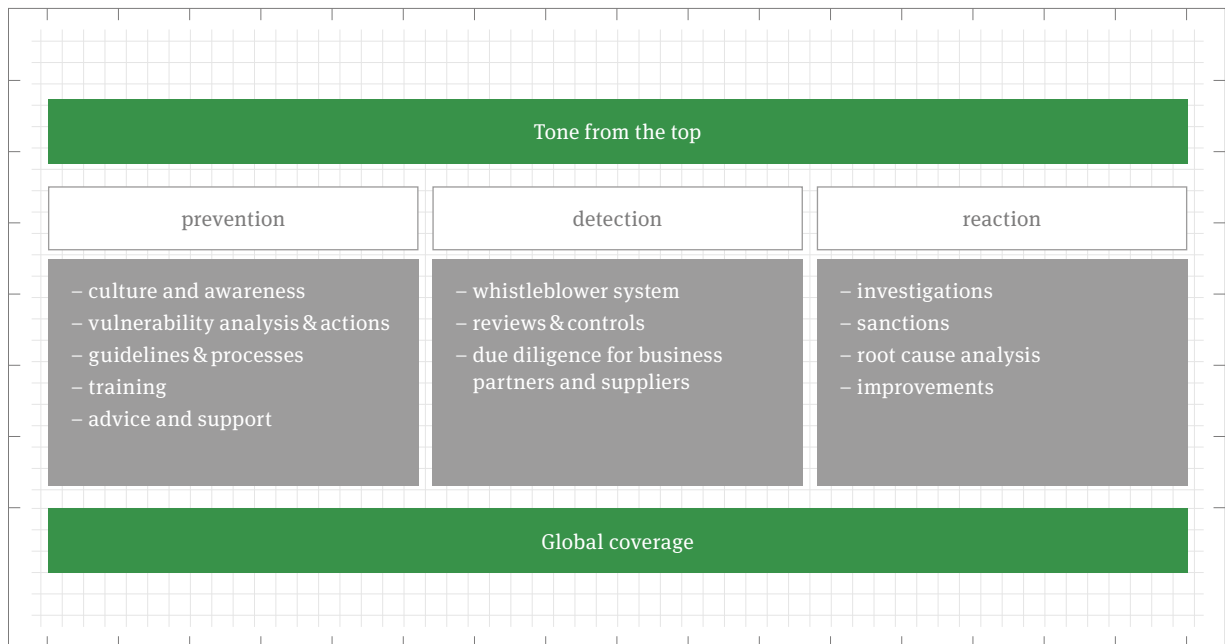 Tone from the top
prevention
detection
reaction
– culture and awareness
– vulnerability analysis & actions
– guidelines & processes
– training
– advice and support
– whistleblower system
– reviews & controls
– due diligence for business
partners and suppliers
– investigations
– sanctions
– root cause analysis
– improvements
Global coverage